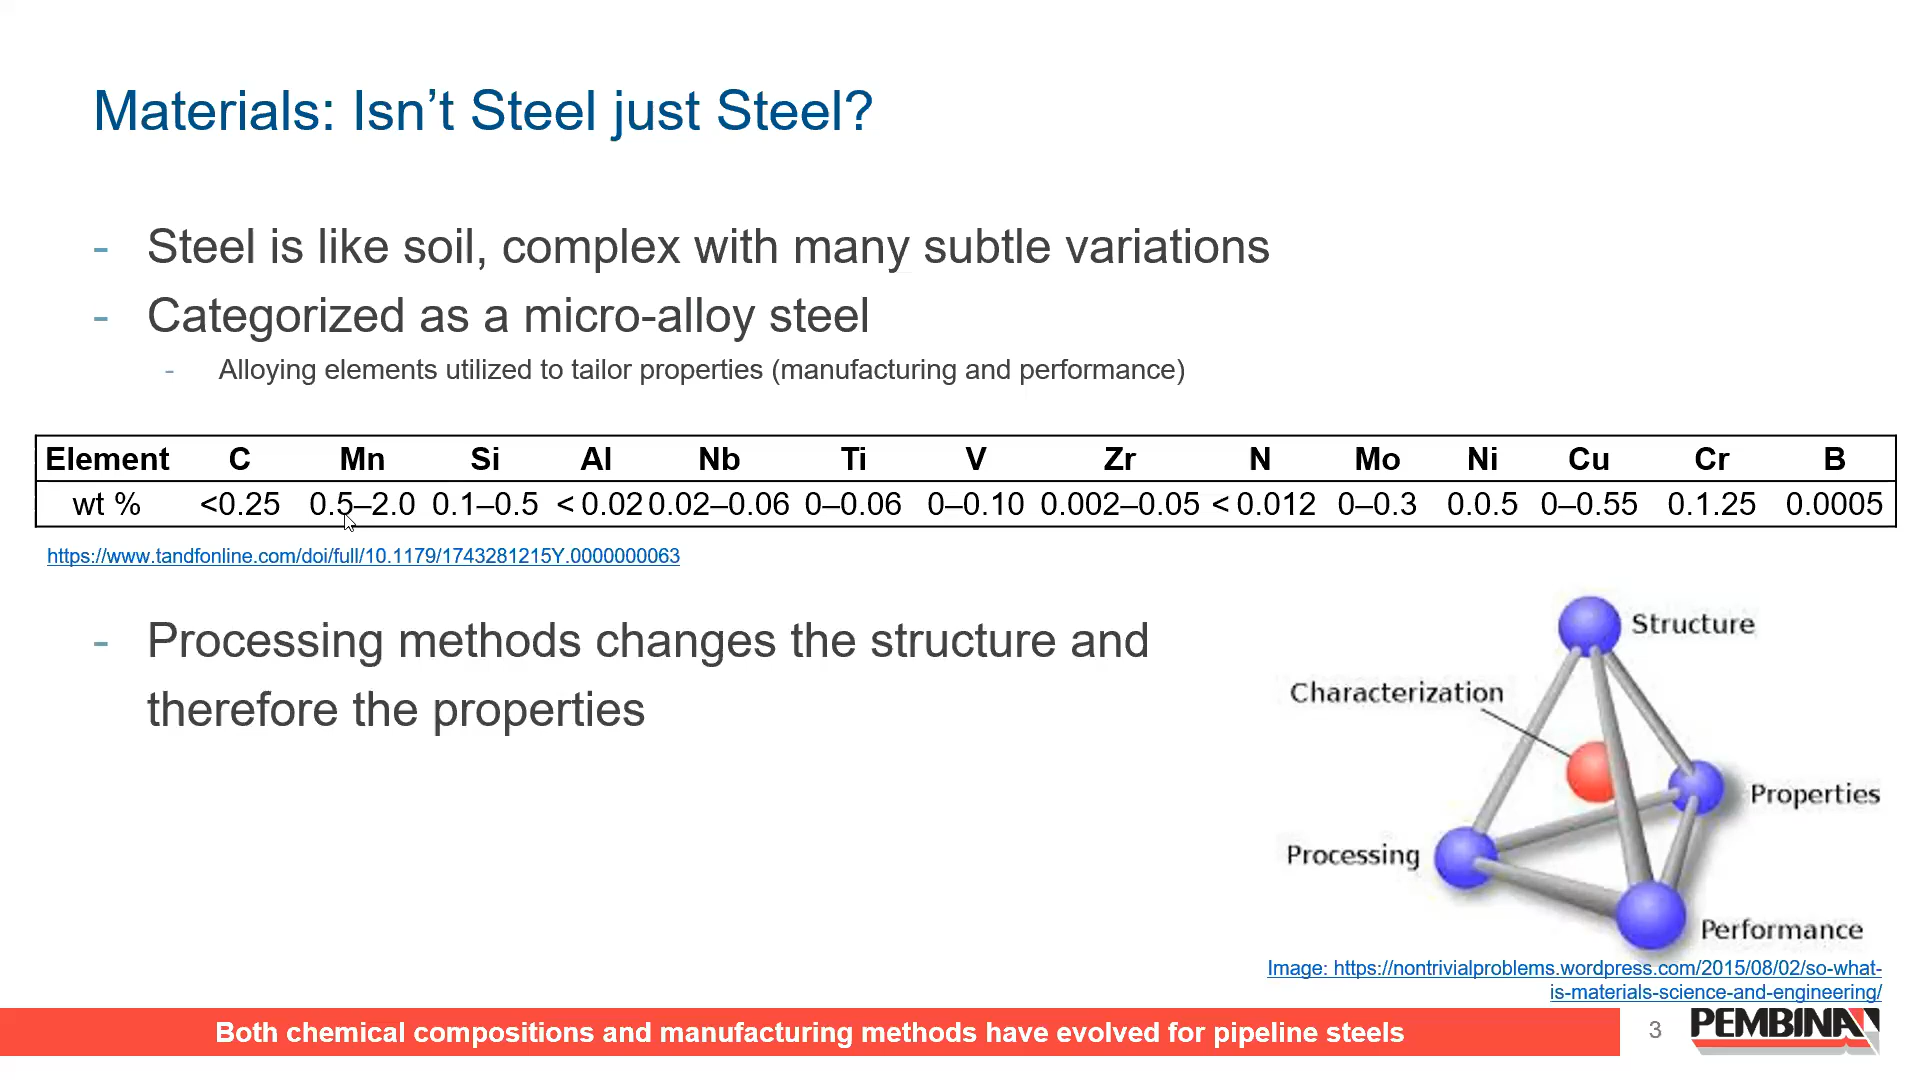 Materials: Isn’t Steel just Steel?
- Steel is like soil, complex with many subtle variations
- Categorized as a micro-alloy steel
- Alloying elements utilized to tailor properties (manufacturing and performance)
Element C Mn Si Al Nb Ti V Zr N Mo Ni Cu Cr B
wt % <0.25 0.5–2.0 0.1–0.5 < 0.02 0.02–0.06 0–0.06 0–0.10 0.002–0.05 < 0.012 0–0.3 0.0.5 0–0.55 0.1.25 0.0005
https://www.tandfonline.com/doi/full/10.1179/1743281215Y.0000000063
- Processing methods changes the structure and
therefore the properties
Structure
Characterization
Properties
Processing
Performance
Image: https://nontrivialproblems.wordpress.com/2015/08/02/so-what-
is-materials-science-and-engineering/
Both chemical compositions and manufacturing methods have evolved for pipeline steels
3
PEMBINA